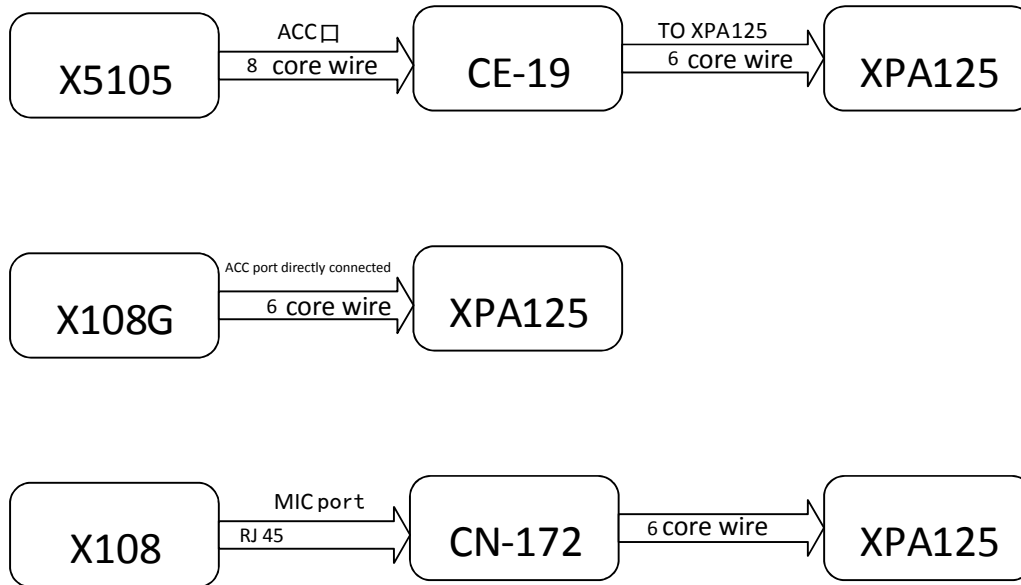 ACC口
TO XPA125
X5105
8 core wire
CE-19
6 core wire
XPA125
ACC port directly connected
X108G
6 core wire
XPA125
MIC port
X108
RJ 45
CN-172
6 core wire
XPA125